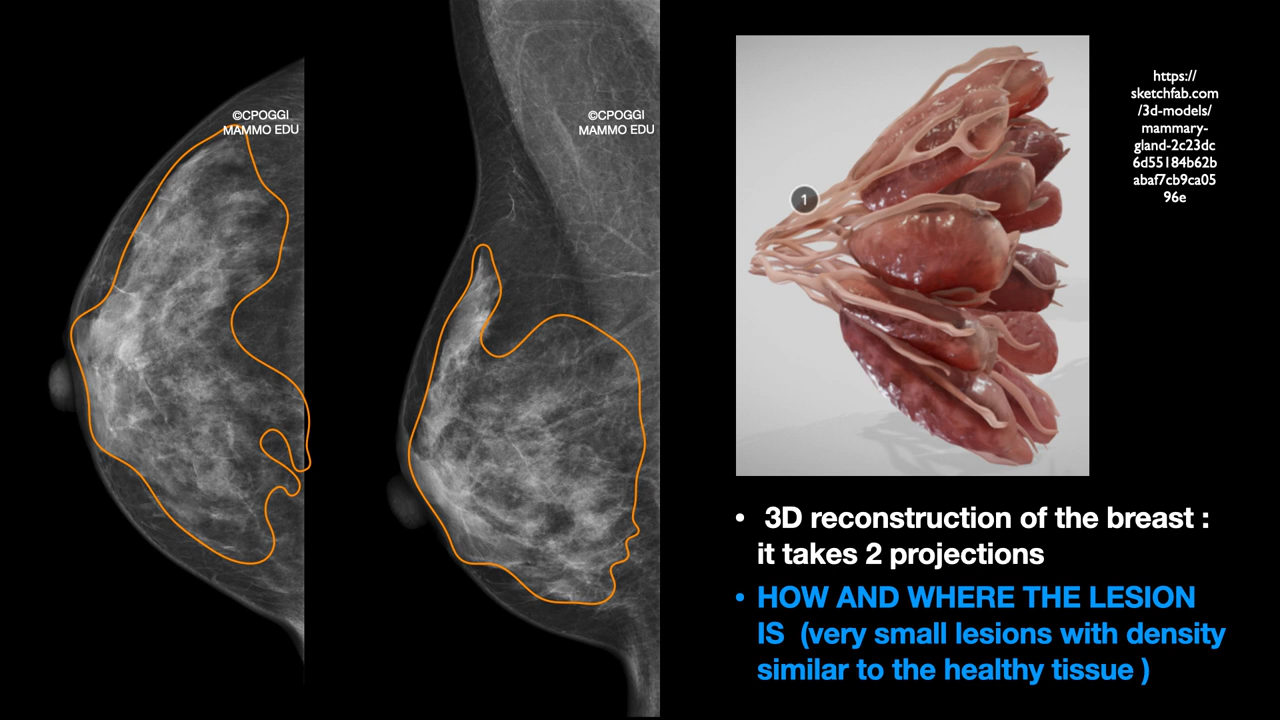 ©CPOGGI
MAMMO EDU
©CPOGGI
MAMMO EDU
1
https://
sketchfab.com
/3d-models/
mammary-
gland-2c23dc
6d55184b62b
abaf7cb9ca05
96e
• 3D reconstruction of the breast :
it takes 2 projections
• HOW AND WHERE THE LESION
IS (very small lesions with density
similar to the healthy tissue )